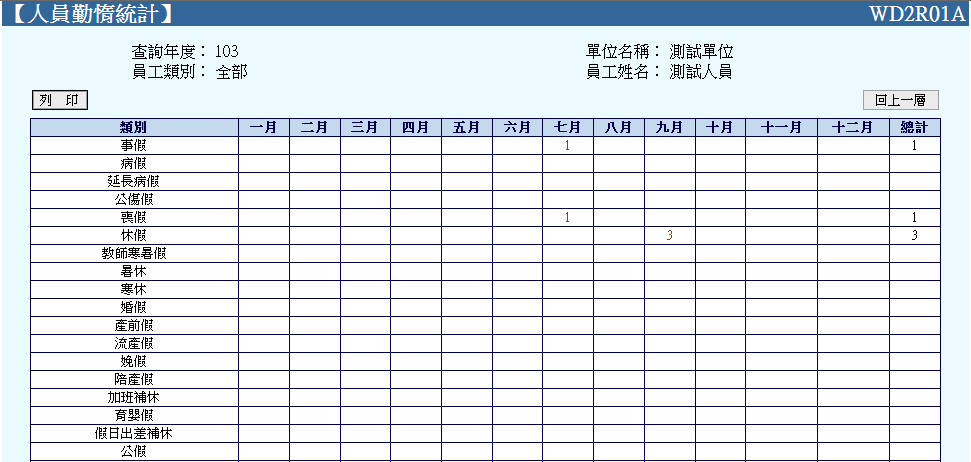 【人員勤惰統計】 WD2R01A
查詢年度： 103 單位名稱： 測試單位
員工類別： 全部 員工姓名： 測試人員
列 印 回上一層
類別 一月 二月 三月 四月 五月 六月 七月 八月 九月 十月 十一月 十二月 總計
事假 1 1
病假
延長病假
公傷假
喪假 1 1
休假 3 3
教師寒暑假
暑休
寒休
婚假
產前假
流產假
娩假
陪產假
加班補休
育嬰假
假日出差補休
公假